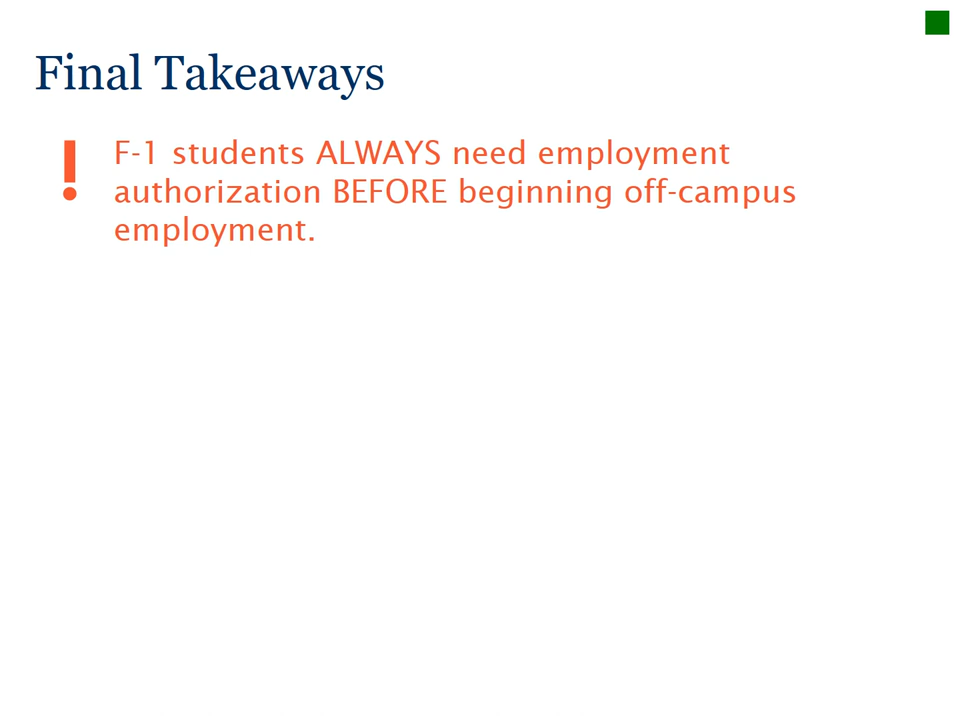 Final Takeaways
! F-1 students ALWAYS need employment
authorization BEFORE beginning off-campus
employment.